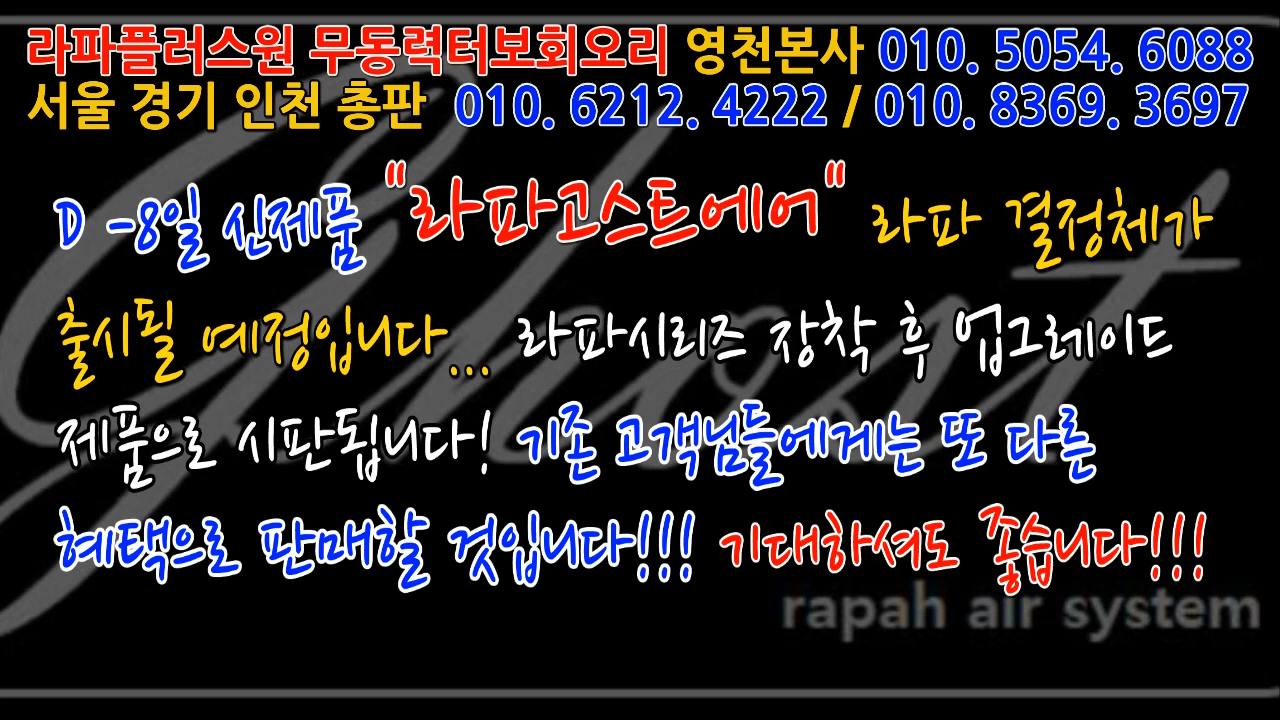 라파플러스원 무동력터보회오리 영천본사 010. 5054. 6088
서울 경기 인천 총판 010. 6212. 4222 / 010. 8369. 3697
D -8일 신제품 "라파고스트에어" 라파 결정체가
출시될 예정입니다... 라파시리즈 장착 후 업그레이드
제품으로 시판됩니다! 기존 고객님들에게는 또 다른
혜택으로 판매할 것입니다!!! 기대하셔도 좋습니다!!!
Ghost
rapah air system